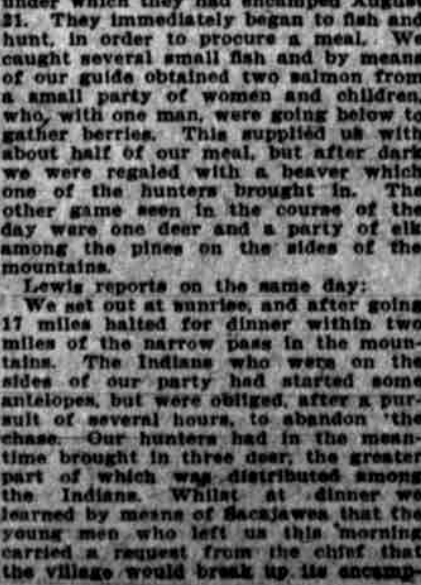 under which they had encamped August
21. They immediately began to fish and
hunt, in order to procure a meal. We
caught several small fish and by means
of our guide obtained two salmon from
a small party of women and children,
who, with one man, were going below to
gather berries. This supplied us with
about half of our meal, but after dark
we were regaled with a beaver which
one of the hunters brought in. The
other game seen in the course of the
day were one deer and a party of elk
among the pines on the sides of the
mountains.
Lewis reports on the same day:
We set out at sunrise, and after going
17 miles halted for dinner within two
miles of the narrow pass in the moun-
tains. The Indians who were on the
sides of our party had started some
antelopes, but were obliged, after a pur-
suit of several hours, to abandon the
chase. Our hunters had in the mean-
time brought in three deer, the greater
part of which was distributed among
the Indians. Whilst at dinner we
learned by means of Sacajawea that the
young men who left us this morning
carried a request from the chief that
the village would break up its encamp-